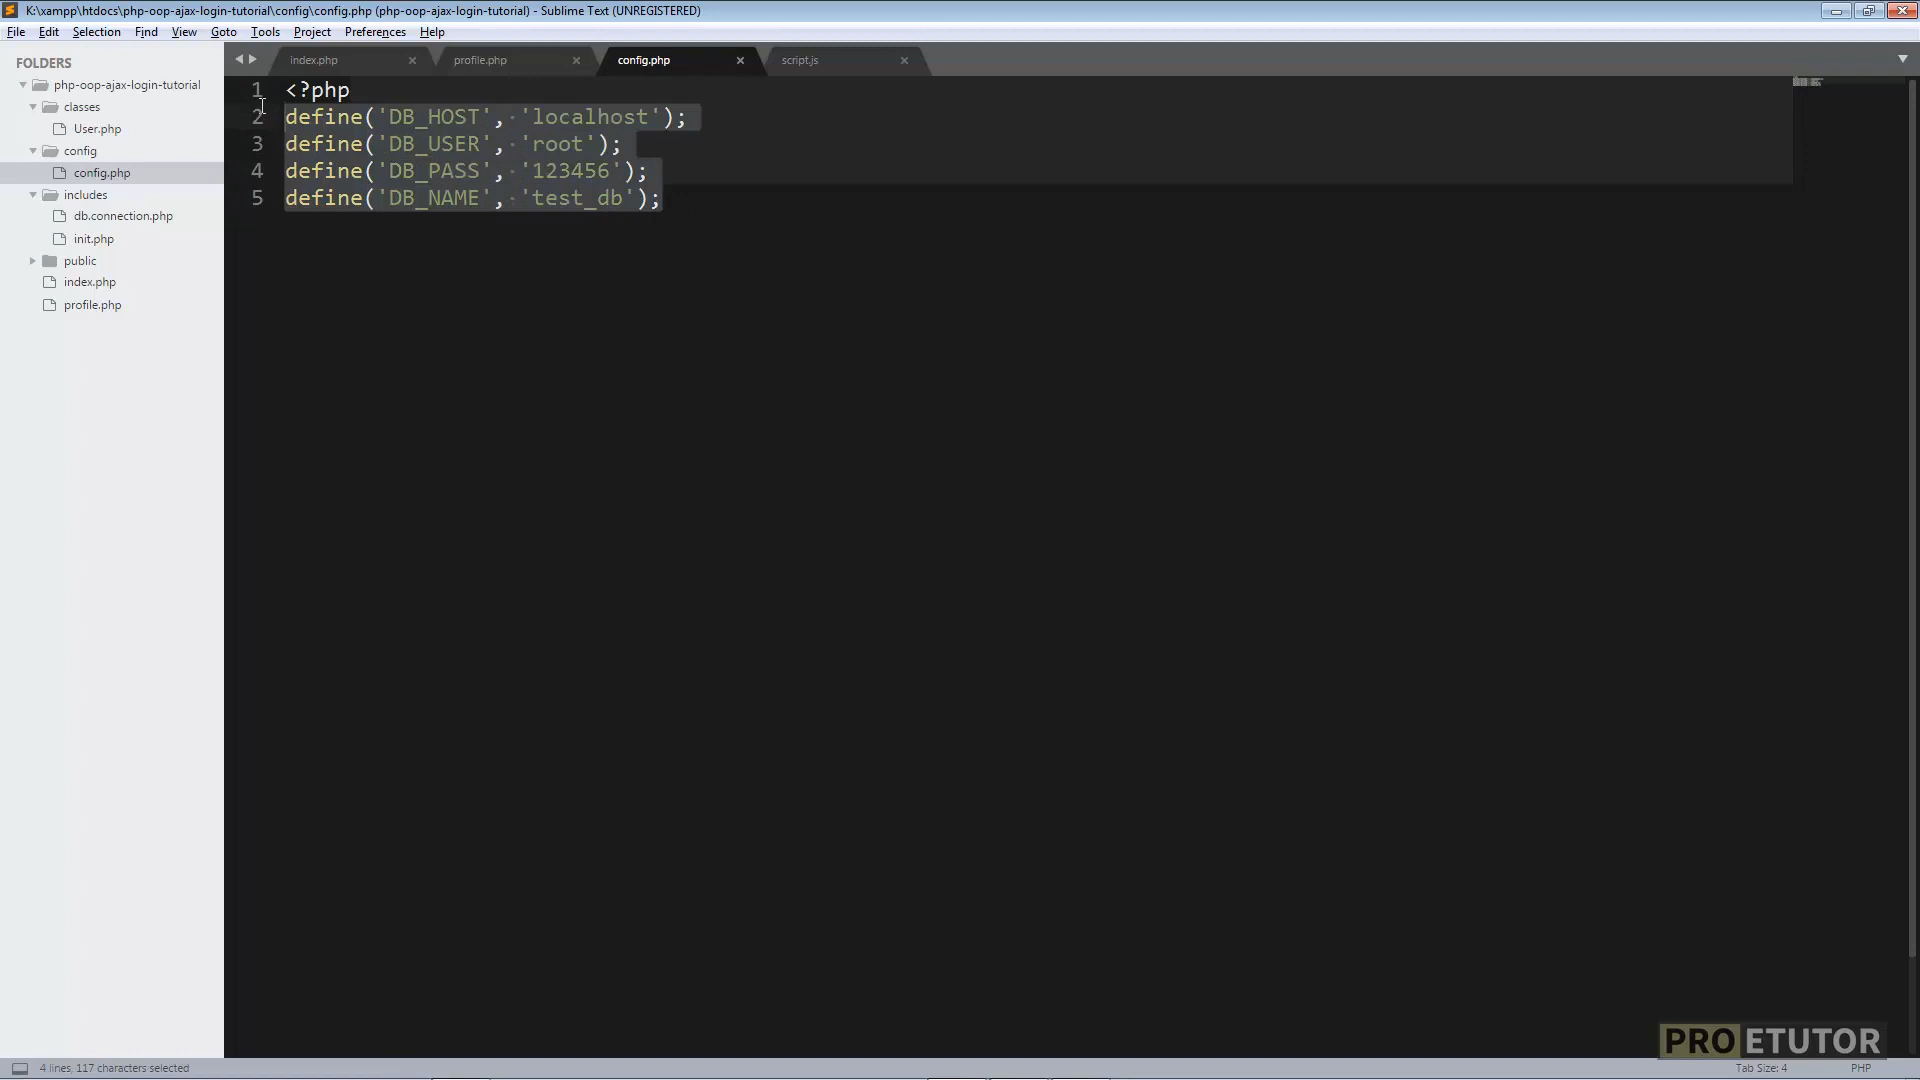 K:\xampp\htdocs\php-oop-ajax-login-tutorial\config\config.php (php-oop-ajax-login-tutorial) - Sublime Text (UNREGISTERED)
File Edit Selection Find View Goto Tools Project Preferences Help
FOLDERS
php-oop-ajax-login-tutorial
classes
User.php
config
config.php
includes
db.connection.php
init.php
public
index.php
profile.php
index.php profile.php config.php script.js
1 <?php
2 define('DB_HOST', 'localhost');
3 define('DB_USER', 'root');
4 define('DB_PASS', '123456');
5 define('DB_NAME', 'test_db');
PRO ETUTOR
4 lines, 117 characters selected
Tab Size: 4 PHP